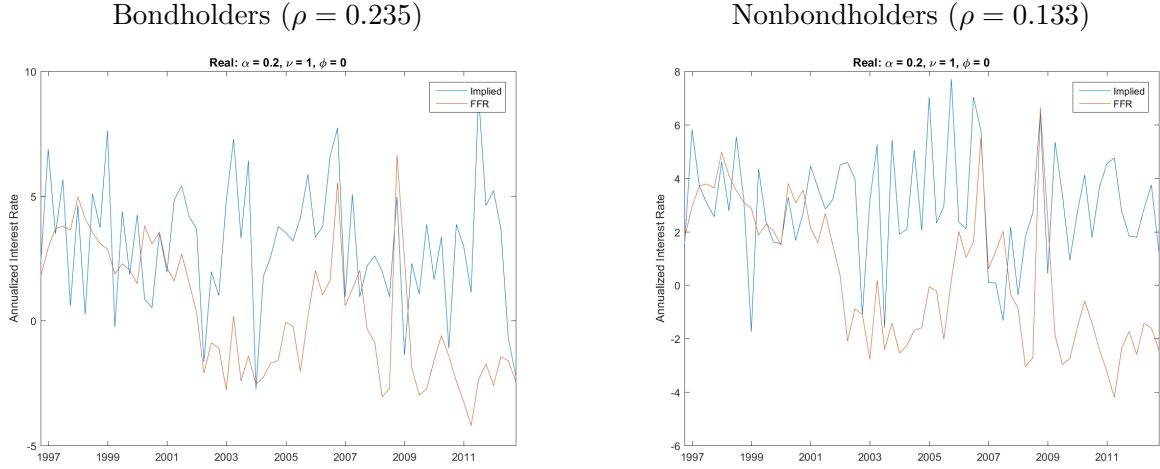 Bondholders (ρ = 0.235)
Real: α = 0.2, ν = 1, φ = 0
Annualized Interest Rate
10
5
0
-5
Implied
FFR
1997 1999 2001 2003 2005 2007 2009 2011
Nonbondholders (ρ = 0.133)
Real: α = 0.2, ν = 1, φ = 0
Annualized Interest Rate
8
6
4
2
0
-2
-4
-6
Implied
FFR
1997 1999 2001 2003 2005 2007 2009 2011